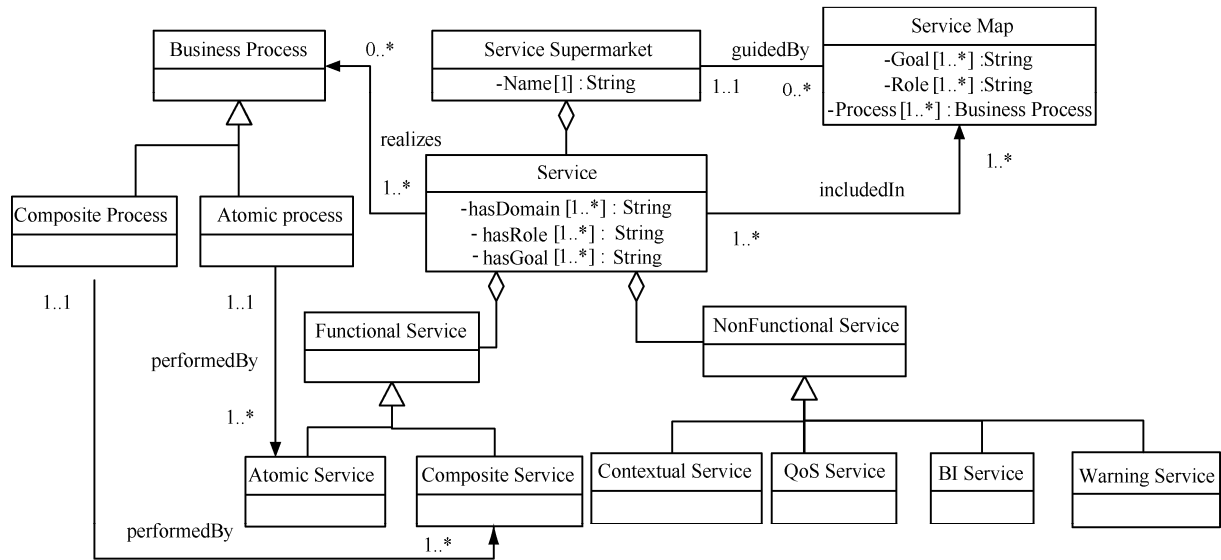 Business Process
0..*
Service Supermarket
-Name[1] : String
guidedBy
1..1
0..*
Service Map
-Goal[1..*] :String
-Role[1..*] :String
-Process[1..*] : Business Process
realizes
1..*
Service
-hasDomain[1..*] : String
- hasRole [1..*] : String
- hasGoal [1..*] : String
includedIn
1..*
1..*
Composite Process
Atomic process
1..1
1..1
performedBy
1..*
Functional Service
NonFunctional Service
Atomic Service
Composite Service
Contextual Service
QoS Service
BI Service
Warning Service
performedBy
1..*